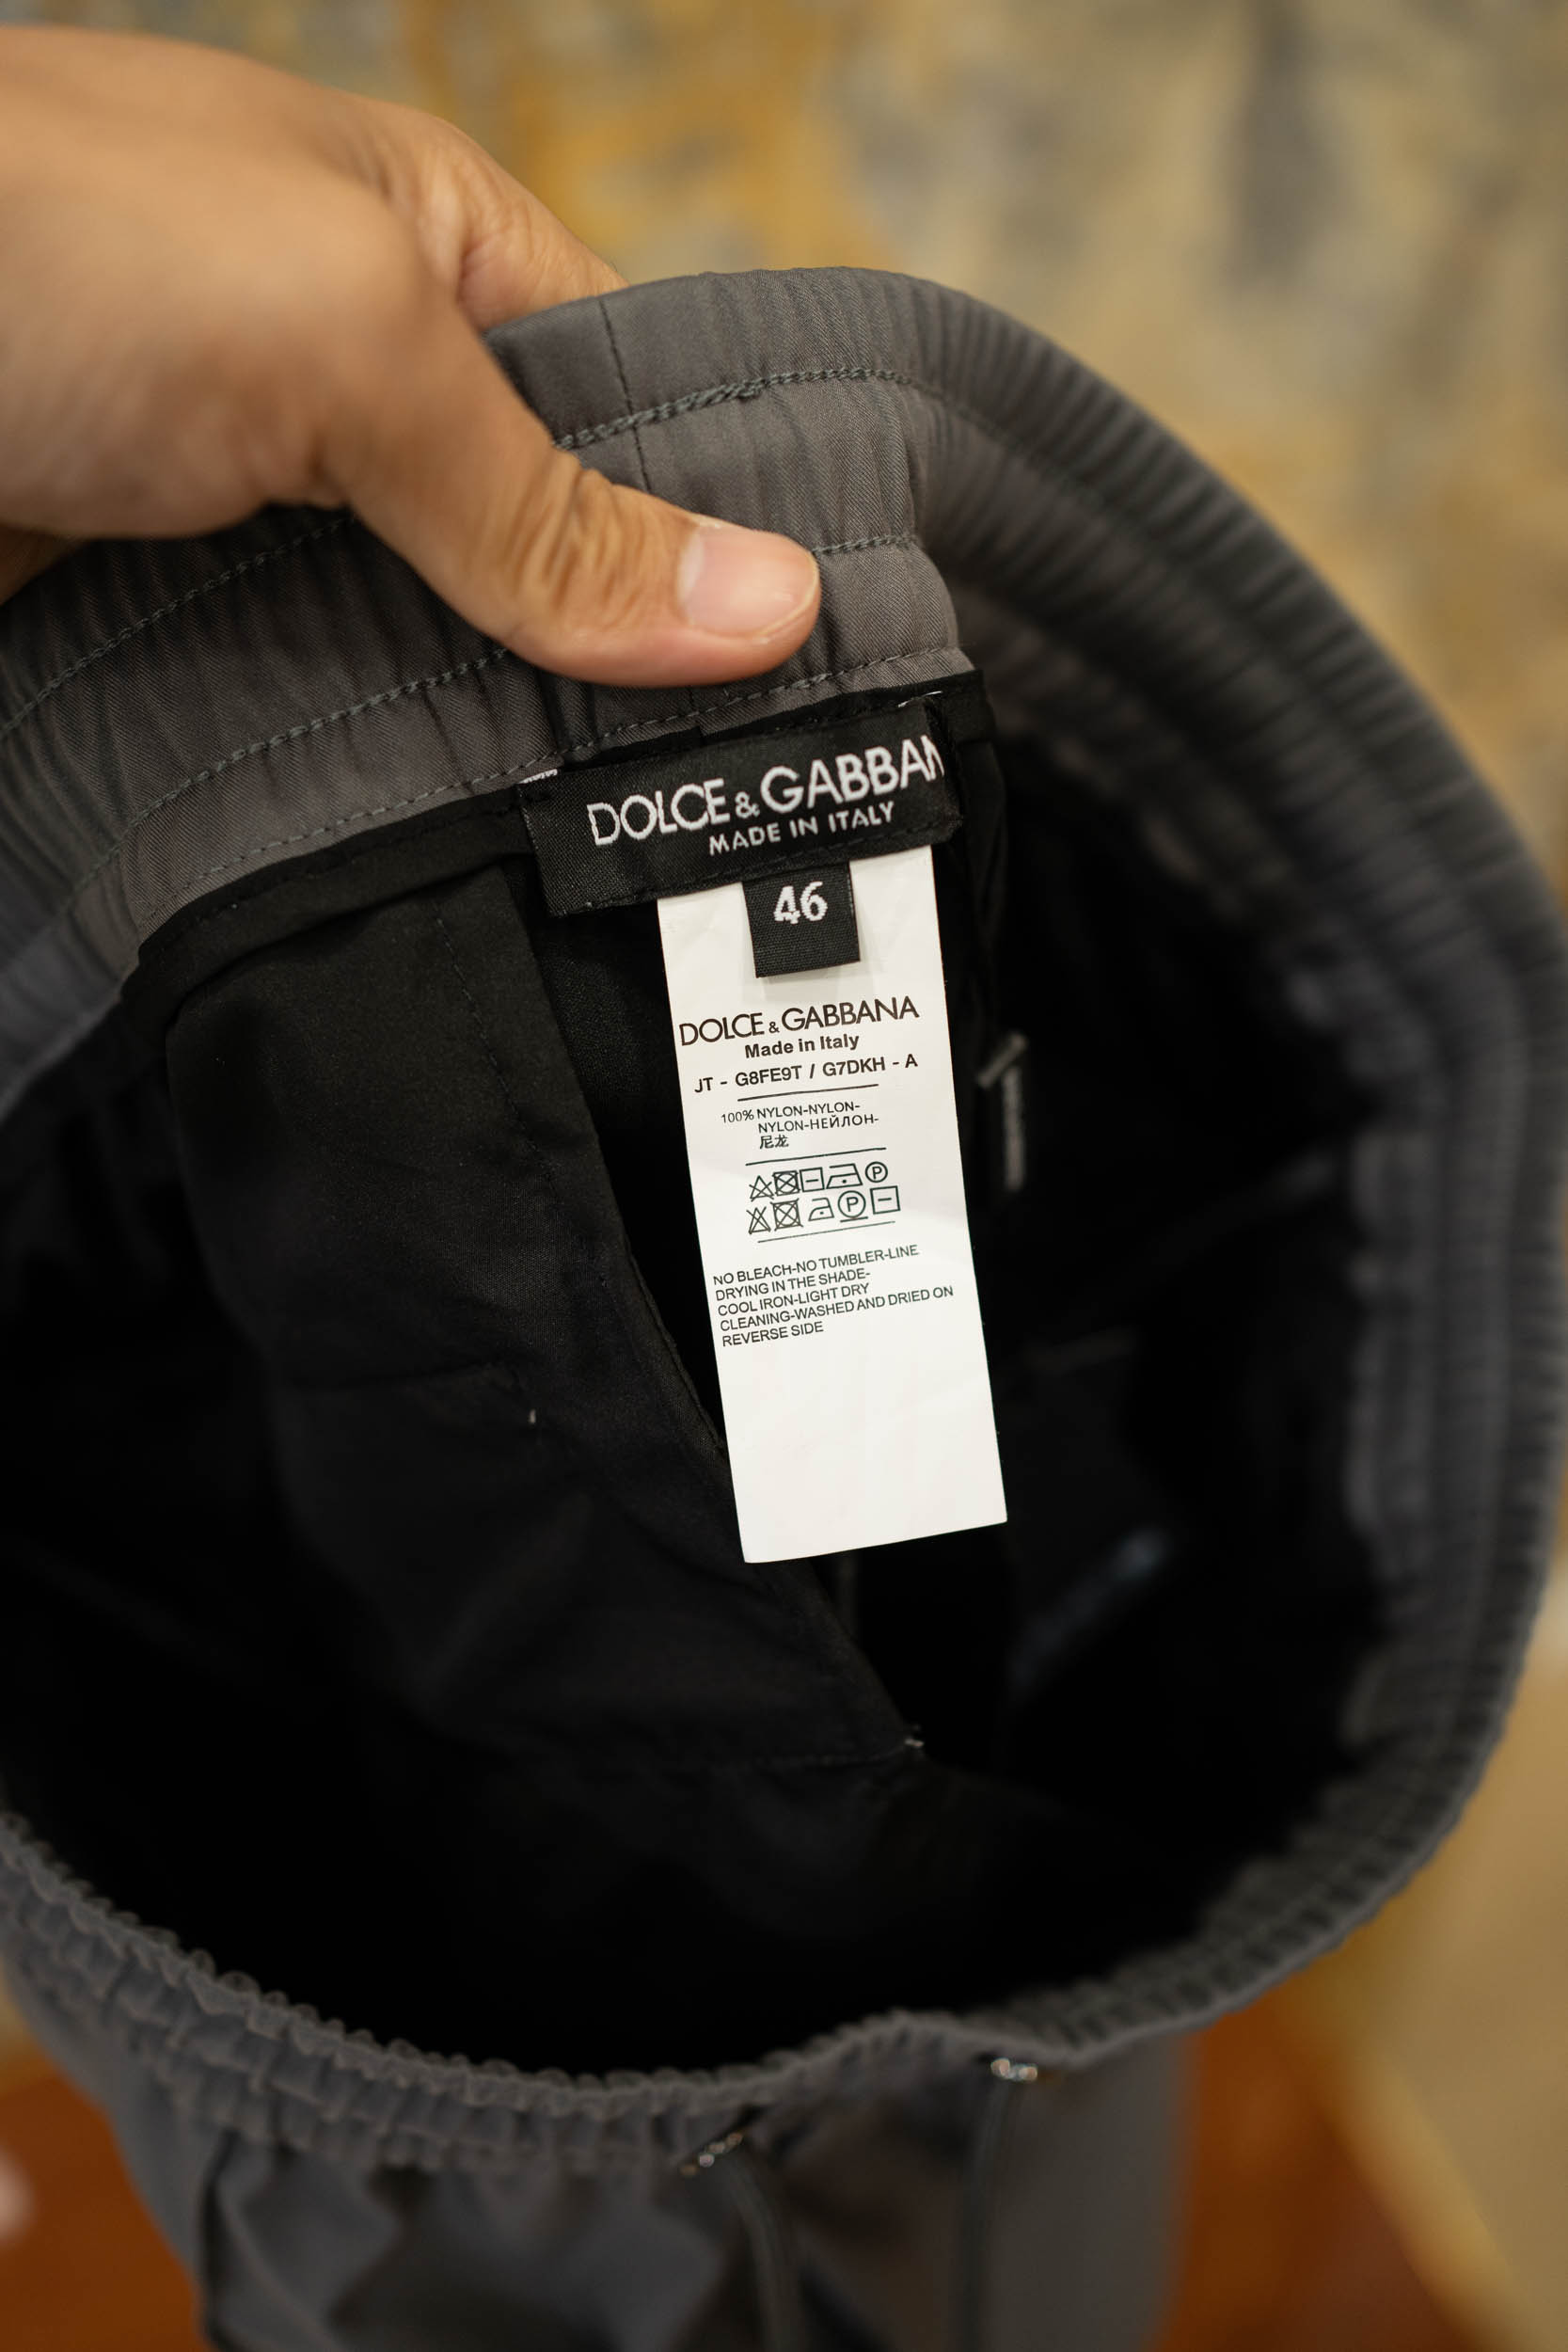 DOLCE & GABBAN
MADE IN ITALY
46
DOLCE & GABBANA
Made in Italy
JT - G8FE9T / G7DKH - A
100% NYLON-NYLON-
NYLON-НЕЙЛОН-
尼龙
P
P
NO BLEACH-NO TUMBLER-LINE
DRYING IN THE SHADE-
COOL IRON-LIGHT DRY
CLEANING-WASHED AND DRIED ON
REVERSE SIDE